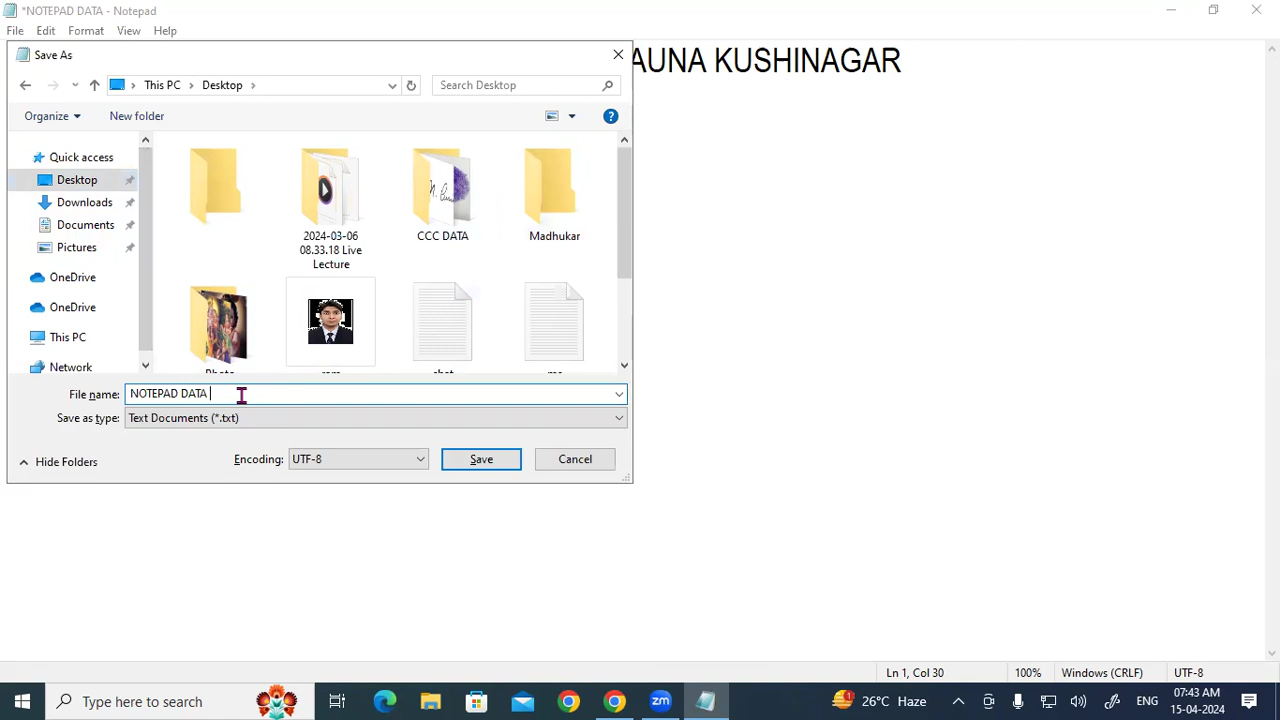 *NOTEPAD DATA - Notepad
File Edit Format View Help
Save As
AUNA KUSHINAGAR
This PC Desktop
Search Desktop
Organize
New folder
Quick access
Desktop
Downloads
Documents
Pictures
OneDrive
OneDrive
This PC
Network
2024-03-06
08.33.18 Live
Lecture
CCC DATA
Madhukar
File name: NOTEPAD DATA
Save as type: Text Documents (*.txt)
Hide Folders
Encoding: UTF-8
Save
Cancel
Ln 1, Col 30
100%
Windows (CRLF)
UTF-8
Type here to search
zm
1
26°C Haze
ENG
07:43 AM
15-04-2024